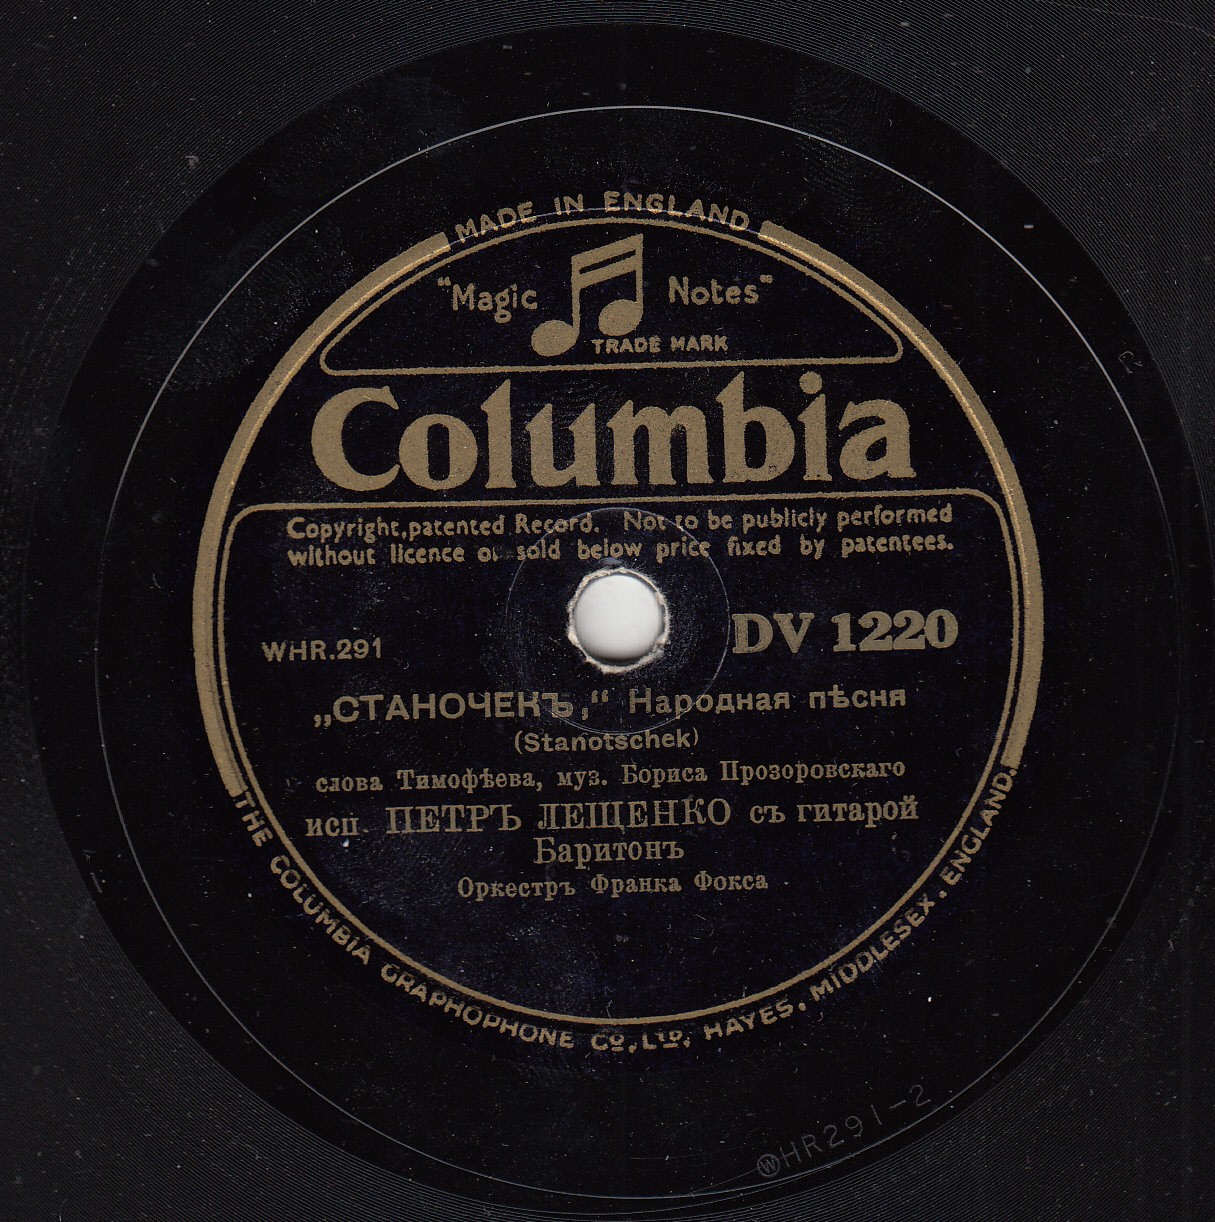 MADE IN ENGLAND
"Magic Notes"
TRADE MARK
Columbia
Copyright, patented Record. Not to be publicly performed
without licence or sold below price fixed by patentees.
WHR.291
DV 1220
„СТАНОЧЕКЪ,“ Народная пѣсня
(Stanotschek)
слова Тимофѣева, муз. Бориса Прозоровскаго
исп. ПЕТРЪ ЛЕЩЕНКО съ гитарой
Баритонъ
Оркестръ Франка Фокса
THE COLUMBIA GRAPHOPHONE Co., LTD., HAYES, MIDDLESEX, ENGLAND.
WHR291-2